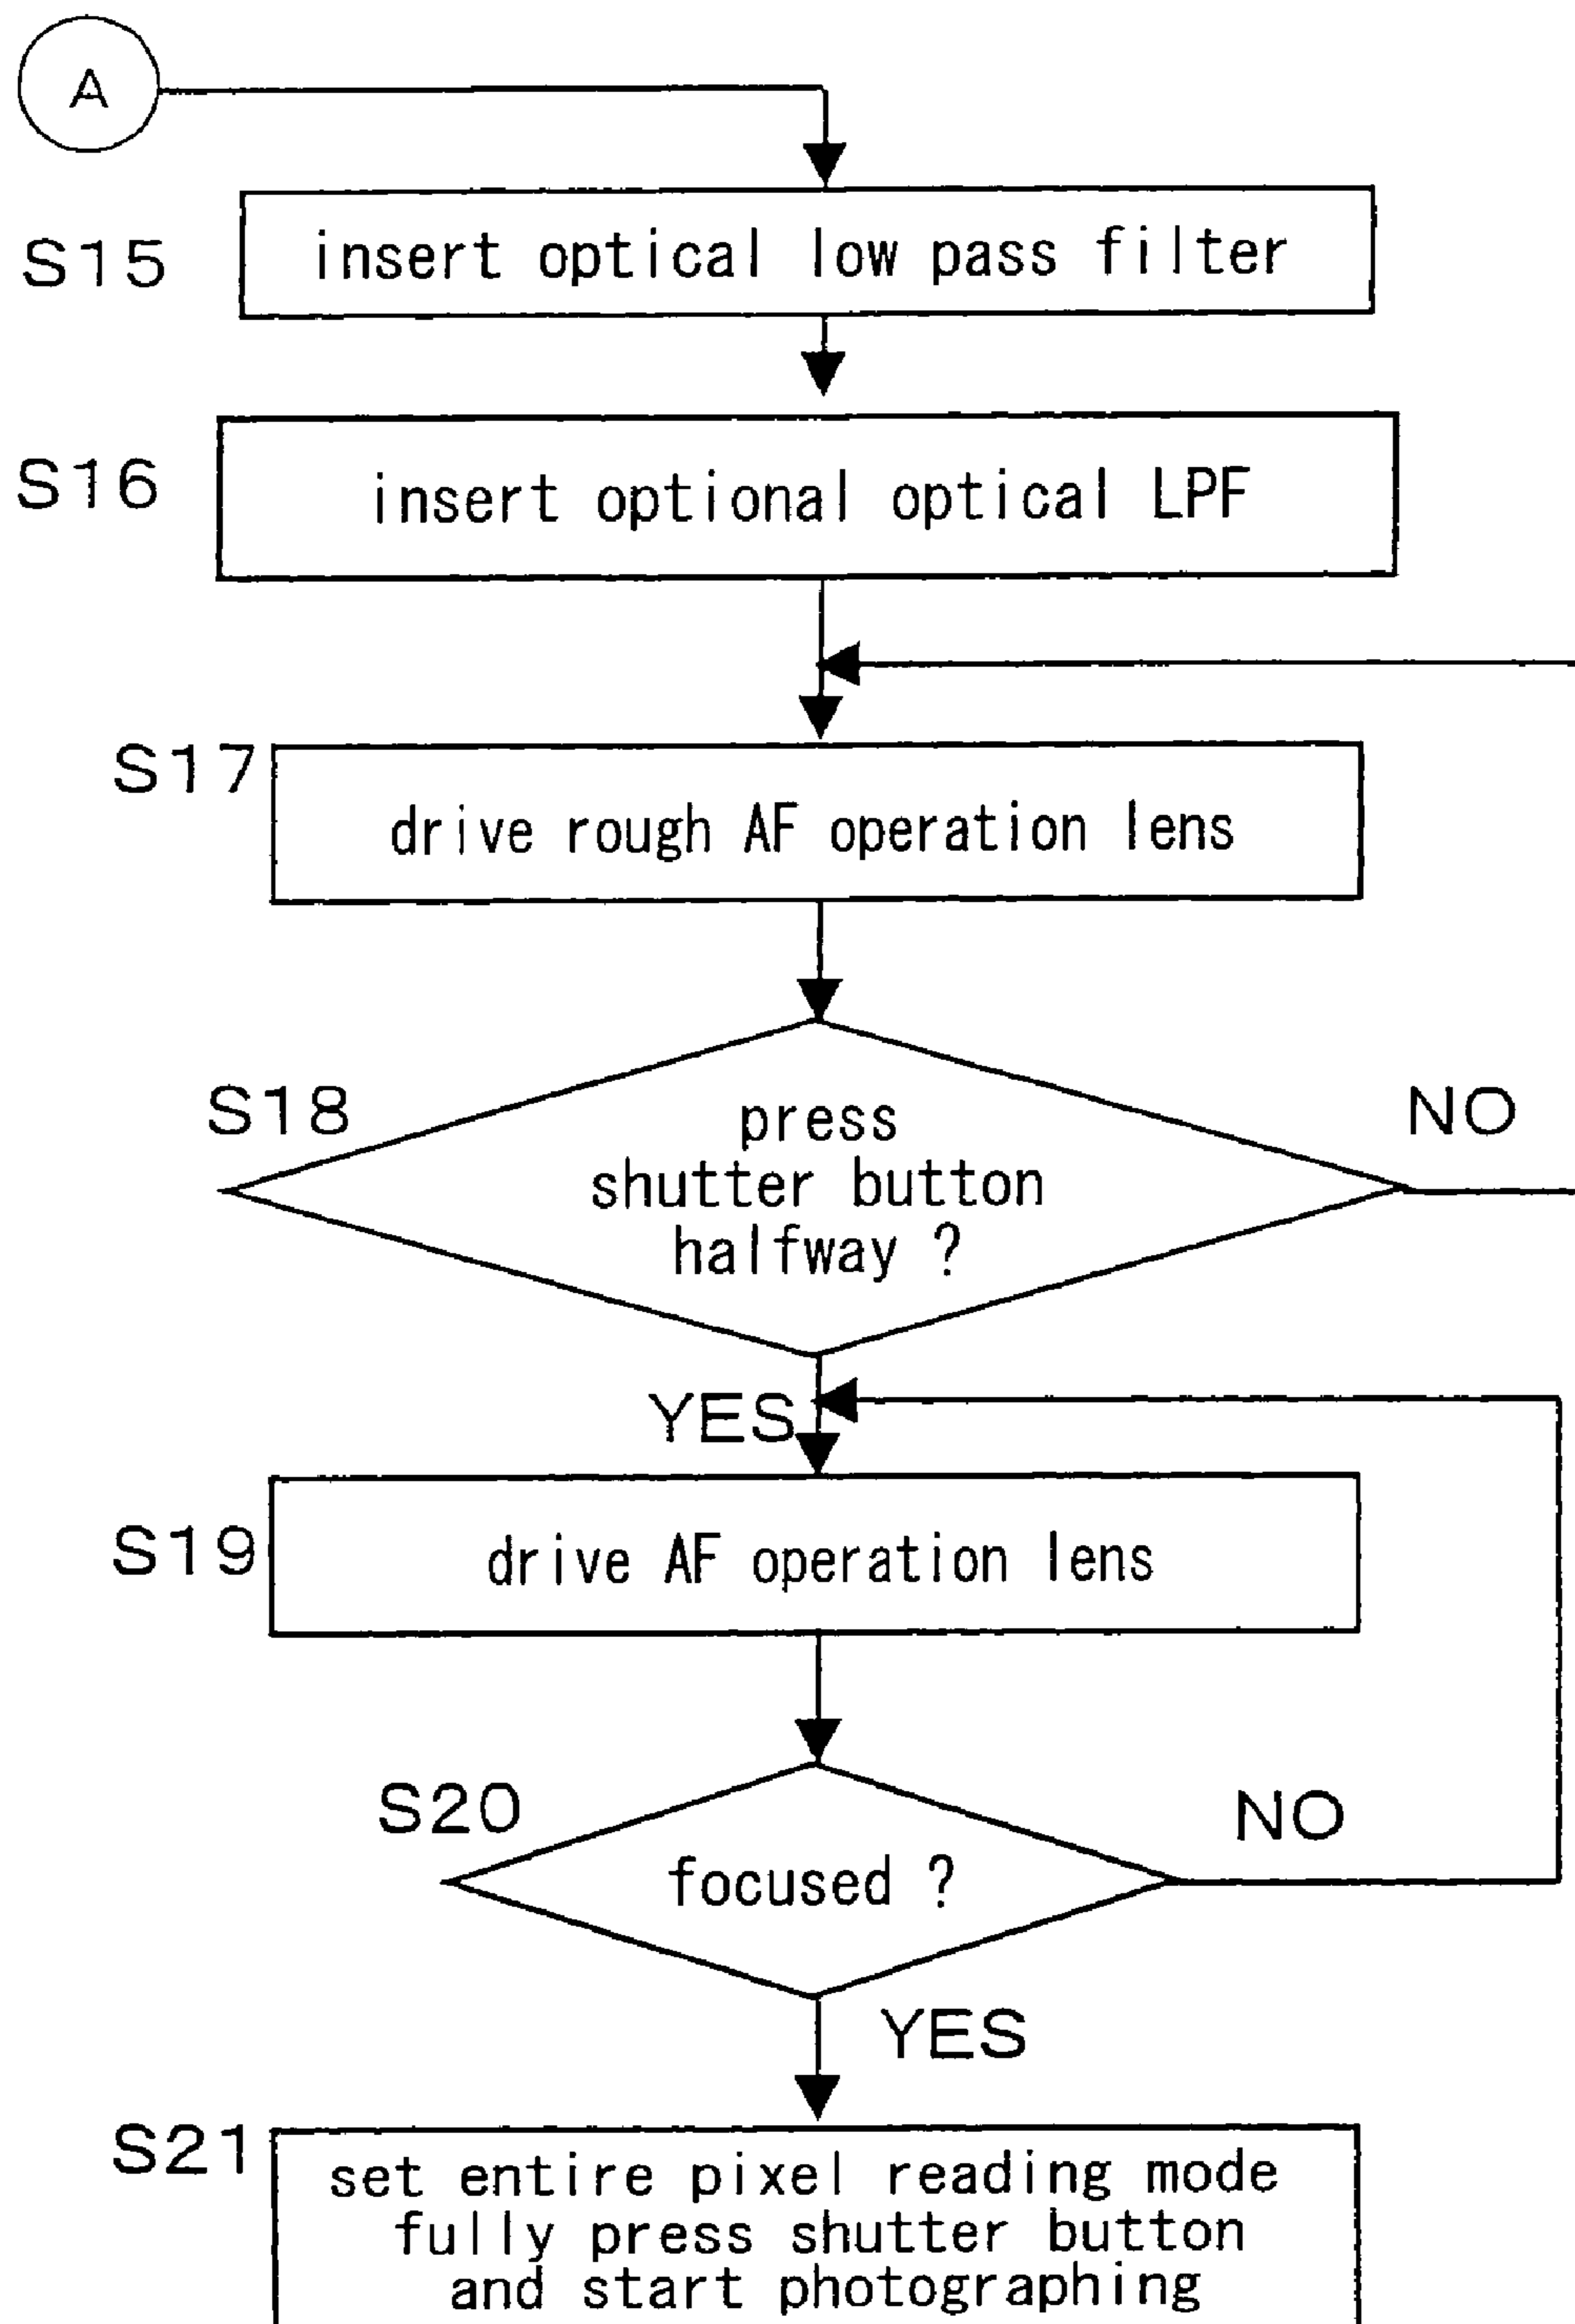 A
S15
insert optical low pass filter
S16
insert optional optical LPF
S17
drive rough AF operation lens
S18
press
shutter button
halfway ?
NO
YES
S19
drive AF operation lens
S20
focused ?
NO
YES
S21
set entire pixel reading mode
fully press shutter button
and start photographing